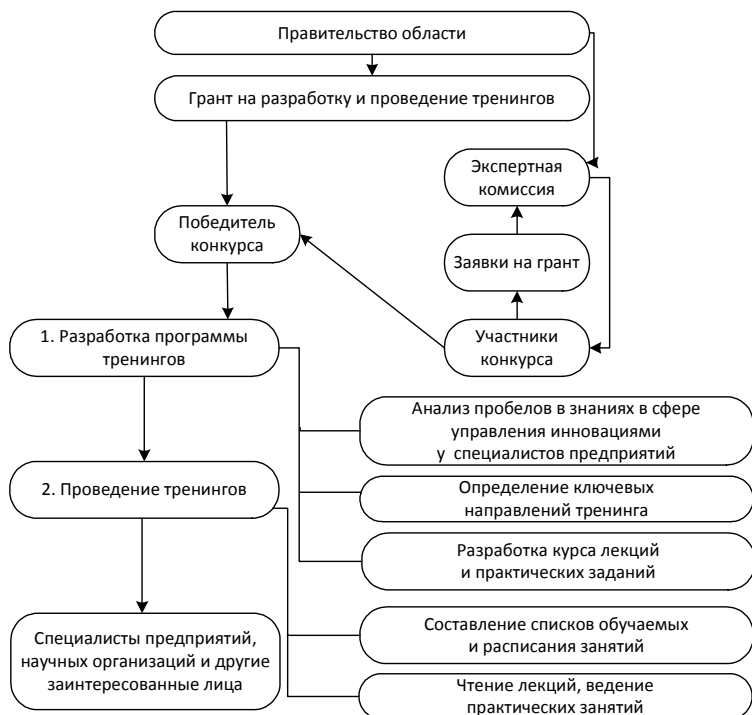 Правительство области
Грант на разработку и проведение тренингов
Экспертная
комиссия
Победитель
конкурса
Заявки на грант
Участники
конкурса
1. Разработка программы
тренингов
Анализ пробелов в знаниях в сфере
управления инновациями
у специалистов предприятий
2. Проведение тренингов
Определение ключевых
направлений тренинга
Разработка курса лекций
и практических заданий
Составление списков обучаемых
и расписания занятий
Специалисты предприятий,
научных организаций и другие
заинтересованные лица
Чтение лекций, ведение
практических занятий